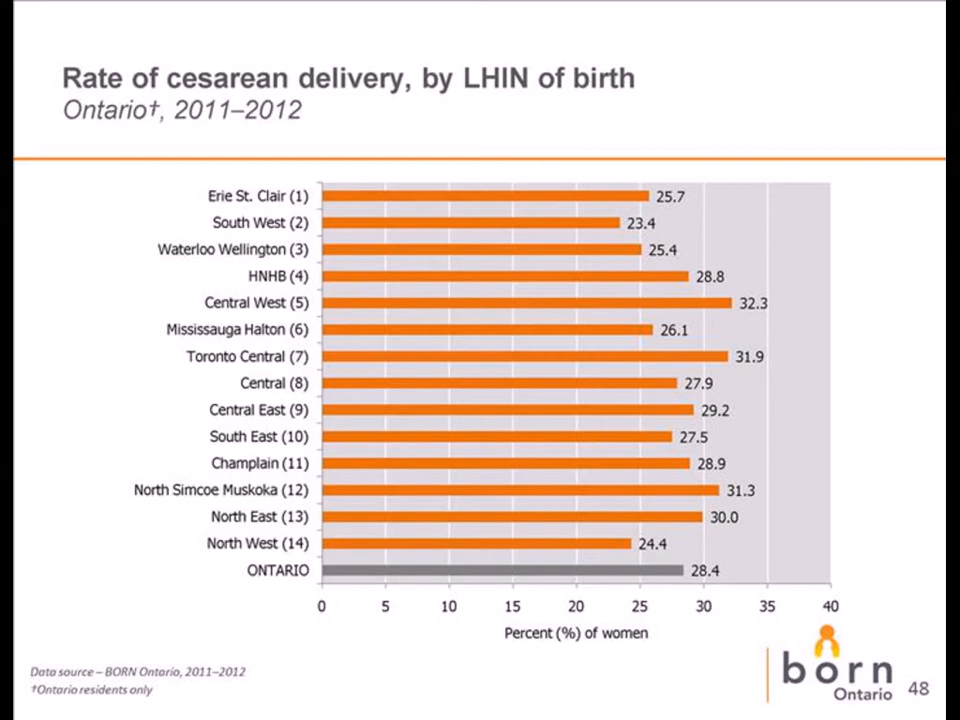 Rate of cesarean delivery, by LHIN of birth
Ontario†, 2011–2012
Erie St. Clair (1) 25.7
South West (2) 23.4
Waterloo Wellington (3) 25.4
HNHB (4) 28.8
Central West (5) 32.3
Mississauga Halton (6) 26.1
Toronto Central (7) 31.9
Central (8) 27.9
Central East (9) 29.2
South East (10) 27.5
Champlain (11) 28.9
North Simcoe Muskoka (12) 31.3
North East (13) 30.0
North West (14) 24.4
ONTARIO 28.4
0 5 10 15 20 25 30 35 40
Percent (%) of women
Data source – BORN Ontario, 2011–2012
†Ontario residents only
born
Ontario
48